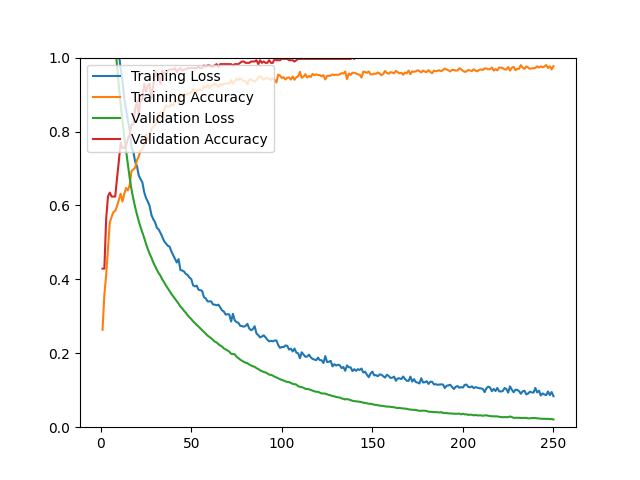 1.0
0.8
0.6
0.4
0.2
0.0
Training Loss
Training Accuracy
Validation Loss
Validation Accuracy
0 50 100 150 200 250